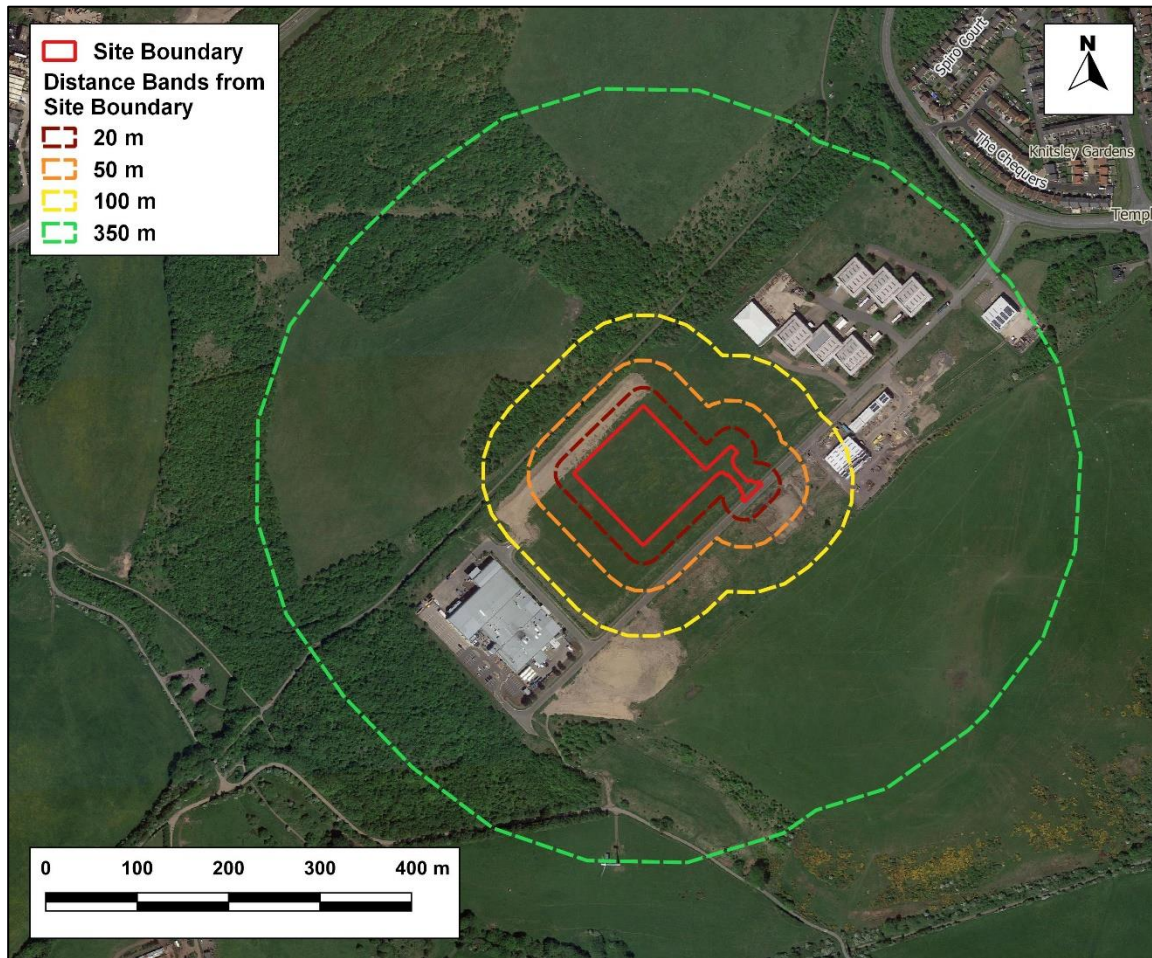 Site Boundary
Distance Bands from
Site Boundary
20 m
50 m
100 m
350 m
N
Spiro Court
The Chequers
Knitsley Gardens
Templ
0 100 200 300 400 m